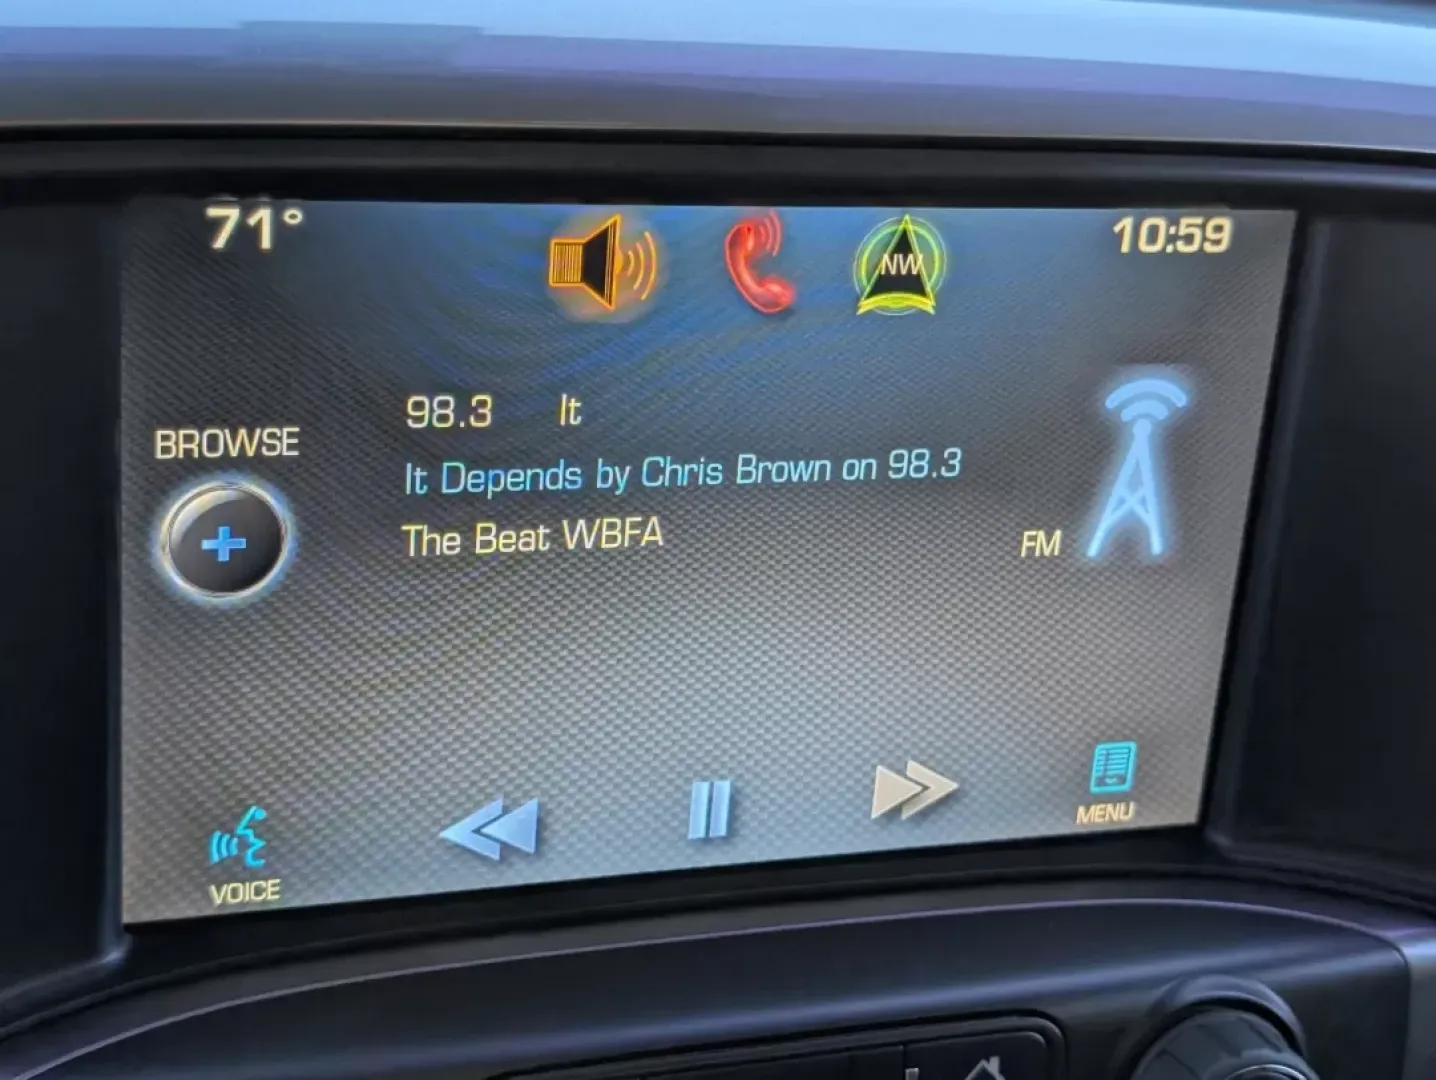 71°
NW
10:59
98.3 It
BROWSE
It Depends by Chris Brown on 98.3
The Beat WBFA
FM
MENU
VOICE